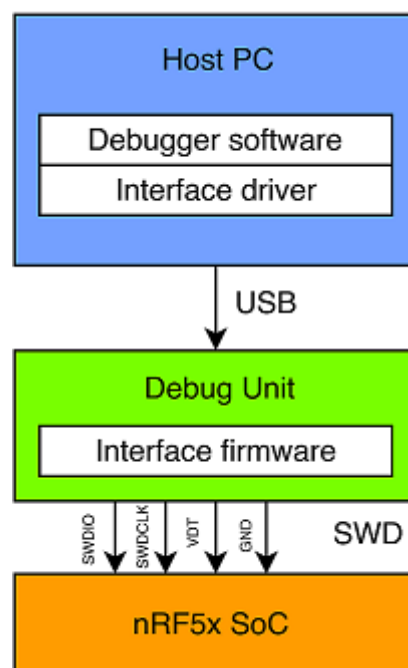 Host PC
Debugger software
Interface driver
USB
Debug Unit
Interface firmware
SWDIO
SWDCLK
VDT
GND
SWD
nRF5x SoC